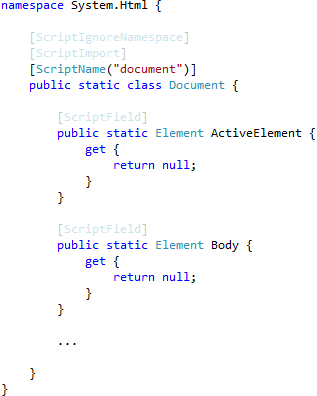 namespace System.Html {
[ScriptIgnoreNamespace]
[ScriptImport]
[ScriptName("document")]
public static class Document {
[ScriptField]
public static Element ActiveElement {
get {
return null;
}
}
[ScriptField]
public static Element Body {
get {
return null;
}
}
...
}
}